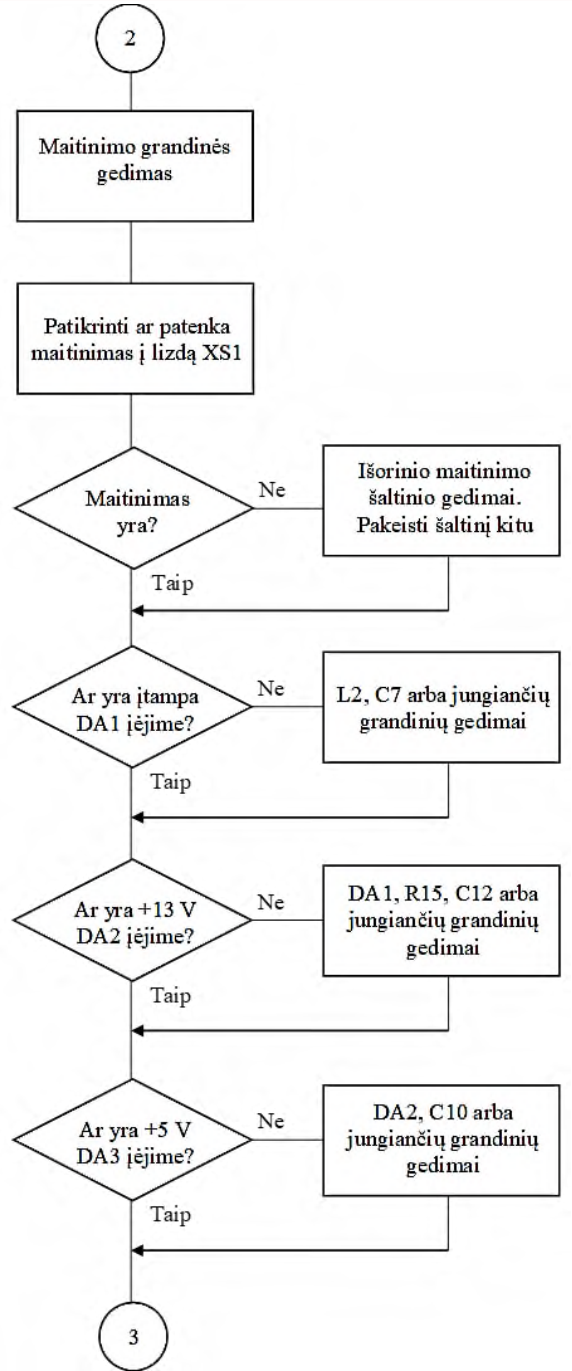 2
Maitinimo grandinės
gedimas
Patikrinti ar patenka
maitinimas į lizdą XS1
Maitinimas
yra?
Ne
Išorinio maitinimo
šaltinio gedimai.
Pakeisti šaltinį kitu
Taip
Ar yra įtampa
DA1 įėjime?
Ne
L2, C7 arba jungiančių
grandinių gedimai
Taip
Ar yra +13 V
DA2 įėjime?
Ne
DA1, R15, C12 arba
jungiančių grandinių
gedimai
Taip
Ar yra +5 V
DA3 įėjime?
Ne
DA2, C10 arba
jungiančių grandinių
gedimai
Taip
3